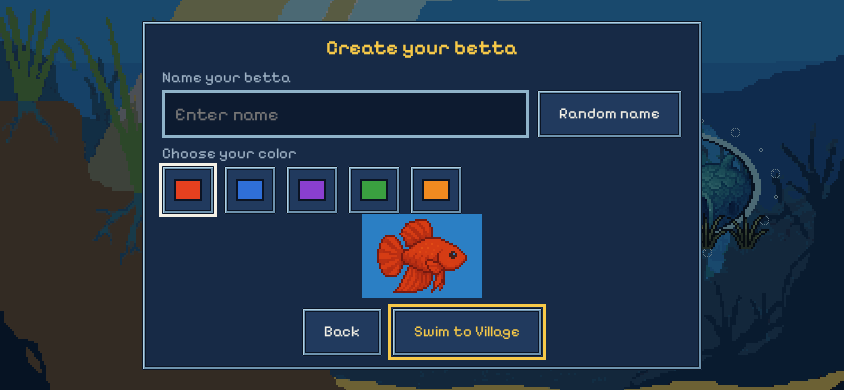 Create your betta
Name your betta
Enter name
Random name
Choose your color
Back
Swim to Village